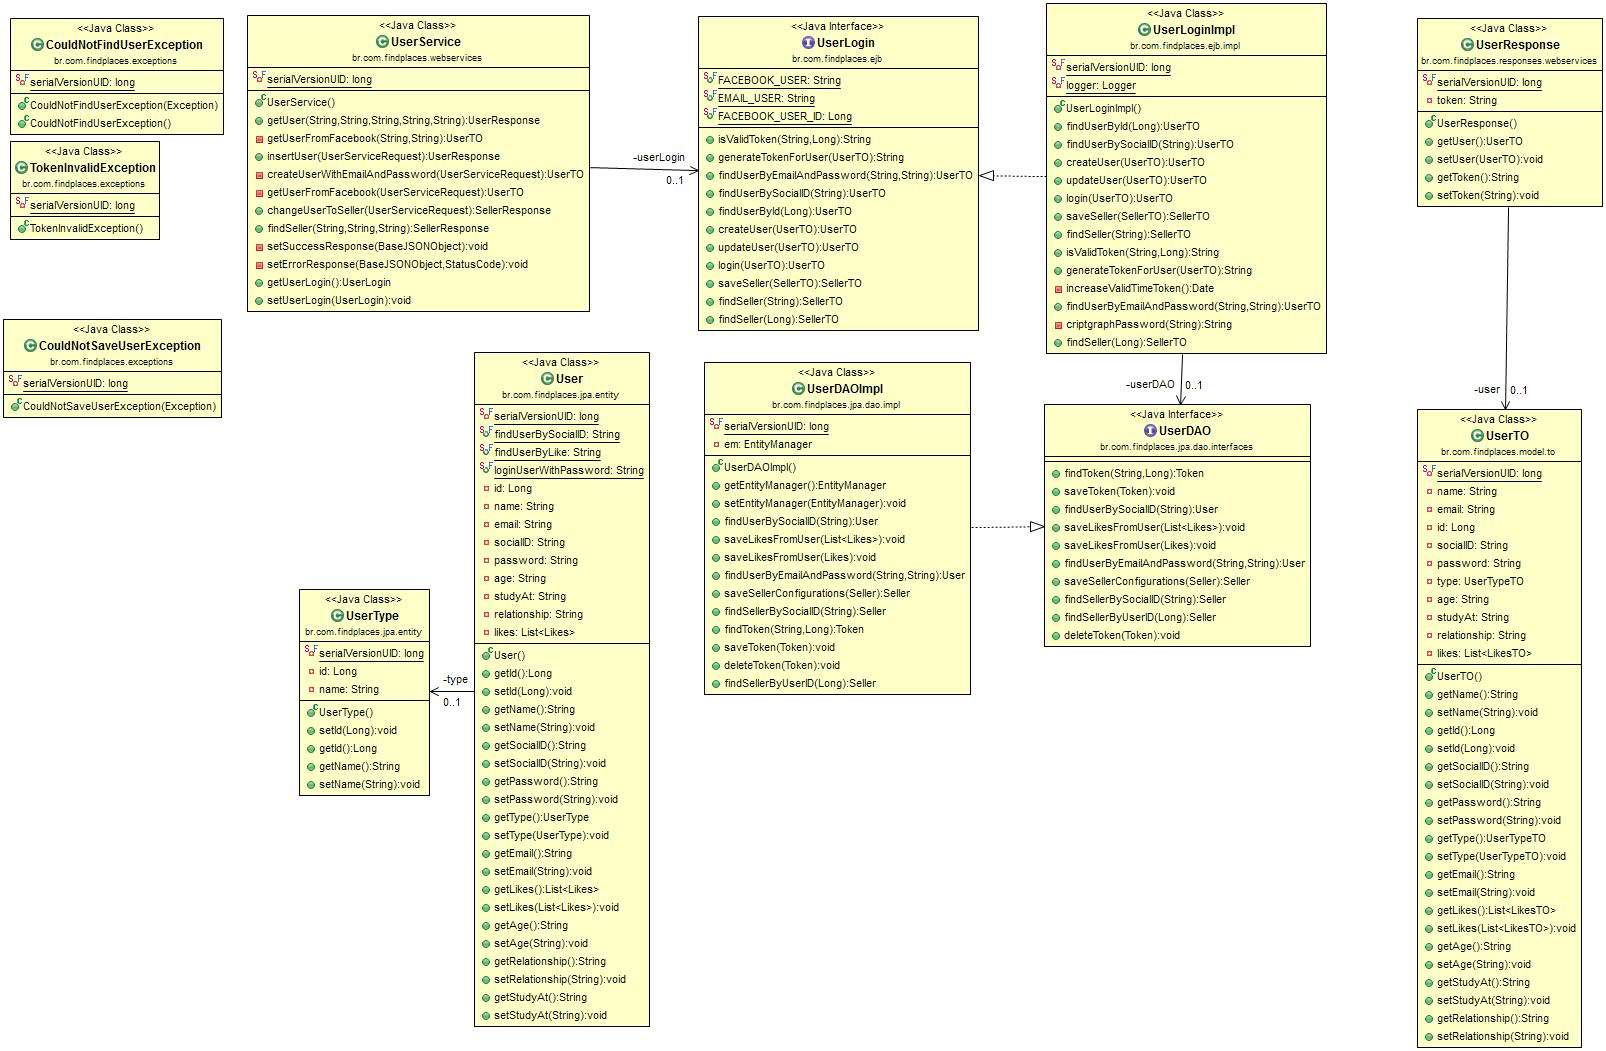 <<Java Class>>
CouldNotFindUserException
br.com.findplaces.exceptions
serialVersionUID: long
CouldNotFindUserException(Exception)
CouldNotFindUserException()
<<Java Class>>
TokenInvalidException
br.com.findplaces.exceptions
serialVersionUID: long
TokenInvalidException()
<<Java Class>>
CouldNotSaveUserException
br.com.findplaces.exceptions
serialVersionUID: long
CouldNotSaveUserException(Exception)
<<Java Class>>
UserService
br.com.findplaces.webservices
serialVersionUID: long
UserService()
getUser(String,String,String,String):UserResponse
getUserFromFacebook(String,String):UserTO
insertUser(UserServiceRequest):UserResponse
createUserWithEmailAndPassword(UserServiceRequest):UserTO
getUserFromFacebook(UserServiceRequest):UserTO
changeUserToSeller(UserServiceRequest):SellerResponse
findSeller(String,String,String):SellerResponse
setSuccessResponse(BaseJSONObject):void
setErrorResponse(BaseJSONObject,StatusCode):void
getUserLogin():UserLogin
setUserLogin(UserLogin):void
-userLogin
0..1
<<Java Interface>>
UserLogin
br.com.findplaces.ejb
FACEBOOK_USER: String
EMAIL_USER: String
FACEBOOK_USER_ID: Long
isValidToken(String,Long):String
generateTokenForUser(UserTO):String
findUserByEmailAndPassword(String,String):UserTO
findUserBySocialID(String):UserTO
findUserById(Long):UserTO
createUser(UserTO):UserTO
updateUser(UserTO):UserTO
login(UserTO):UserTO
saveSeller(SellerTO):SellerTO
findSeller(String):SellerTO
findSeller(Long):SellerTO
<<Java Class>>
UserLoginImpl
br.com.findplaces.ejb.impl
serialVersionUID: long
logger: Logger
UserLoginImpl()
findUserById(Long):UserTO
findUserBySocialID(String):UserTO
createUser(UserTO):UserTO
updateUser(UserTO):UserTO
login(UserTO):UserTO
saveSeller(SellerTO):SellerTO
findSeller(String):SellerTO
isValidToken(String,Long):String
generateTokenForUser(UserTO):String
increaseValidTimeToken():Date
findUserByEmailAndPassword(String,String):UserTO
criptgraphPassword(String):String
findSeller(Long):SellerTO
-userDAO
0..1
<<Java Class>>
UserResponse
br.com.findplaces.responses.webservices
serialVersionUID: long
token: String
UserResponse()
getUser():UserTO
setUser(UserTO):void
getToken():String
setToken(String):void
-user
0..1
<<Java Class>>
UserType
br.com.findplaces.jpa.entity
serialVersionUID: long
id: Long
name: String
UserType()
setId(Long):void
getId():Long
getName():String
setName(String):void
-type
0..1
<<Java Class>>
User
br.com.findplaces.jpa.entity
serialVersionUID: long
findUserBySocialID: String
findUserByLike: String
loginUserWithPassword: String
id: Long
name: String
email: String
socialID: String
password: String
age: String
studyAt: String
relationship: String
likes: List<Likes>
User()
getId():Long
setId(Long):void
getName():String
setName(String):void
getSocialID():String
setSocialID(String):void
getPassword():String
setPassword(String):void
getType():UserType
setType(UserType):void
getEmail():String
setEmail(String):void
getLikes():List<Likes>
setLikes(List<Likes>):void
getAge():String
setAge(String):void
getRelationship():String
setRelationship(String):void
getStudyAt():String
setStudyAt(String):void
<<Java Class>>
UserDAOImpl
br.com.findplaces.jpa.dao.impl
serialVersionUID: long
em: EntityManager
UserDAOImpl()
getEntityManager():EntityManager
setEntityManager(EntityManager):void
findUserBySocialID(String):User
saveLikesFromUser(List<Likes>):void
saveLikesFromUser(Likes):void
findUserByEmailAndPassword(String,String):User
saveSellerConfigurations(Seller):Seller
findSellerBySocialID(String):Seller
findToken(String,Long):Token
saveToken(Token):void
deleteToken(Token):void
findSellerByUserID(Long):Seller
<<Java Interface>>
UserDAO
br.com.findplaces.jpa.dao.interfaces
findToken(String,Long):Token
saveToken(Token):void
findUserBySocialID(String):User
saveLikesFromUser(List<Likes>):void
saveLikesFromUser(Likes):void
findUserByEmailAndPassword(String,String):User
saveSellerConfigurations(Seller):Seller
findSellerBySocialID(String):Seller
findSellerByUserID(Long):Seller
deleteToken(Token):void
<<Java Class>>
UserTO
br.com.findplaces.model.to
serialVersionUID: long
name: String
email: String
id: Long
socialID: String
password: String
type: UserTypeTO
age: String
studyAt: String
relationship: String
likes: List<LikesTO>
UserTO()
getName():String
setName(String):void
getId():Long
setId(Long):void
getSocialID():String
setSocialID(String):void
getPassword():String
setPassword(String):void
getType():UserTypeTO
setType(UserTypeTO):void
getEmail():String
setEmail(String):void
getLikes():List<LikesTO>
setLikes(List<LikesTO>):void
getAge():String
setAge(String):void
getStudyAt():String
setStudyAt(String):void
getRelationship():String
setRelationship(String):void